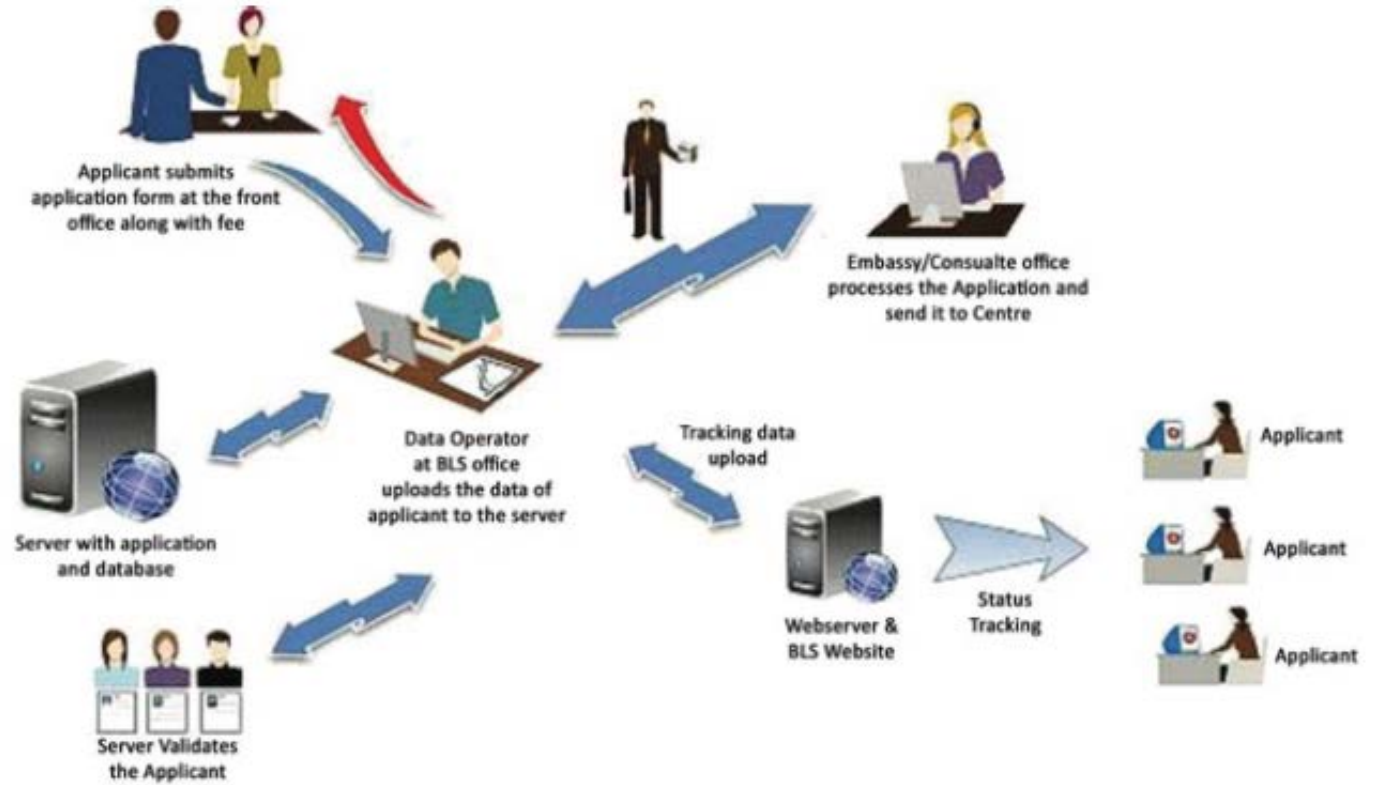 Applicant submits
application form at the front
office along with fee
Embassy/Consualte office
processes the Application and
send it to Centre
Data Operator
at BLS office
uploads the data of
applicant to the server
Tracking data
upload
Server with application
and database
Webserver &
BLS Website
Status
Tracking
Applicant
Applicant
Applicant
Server Validates
the Applicant